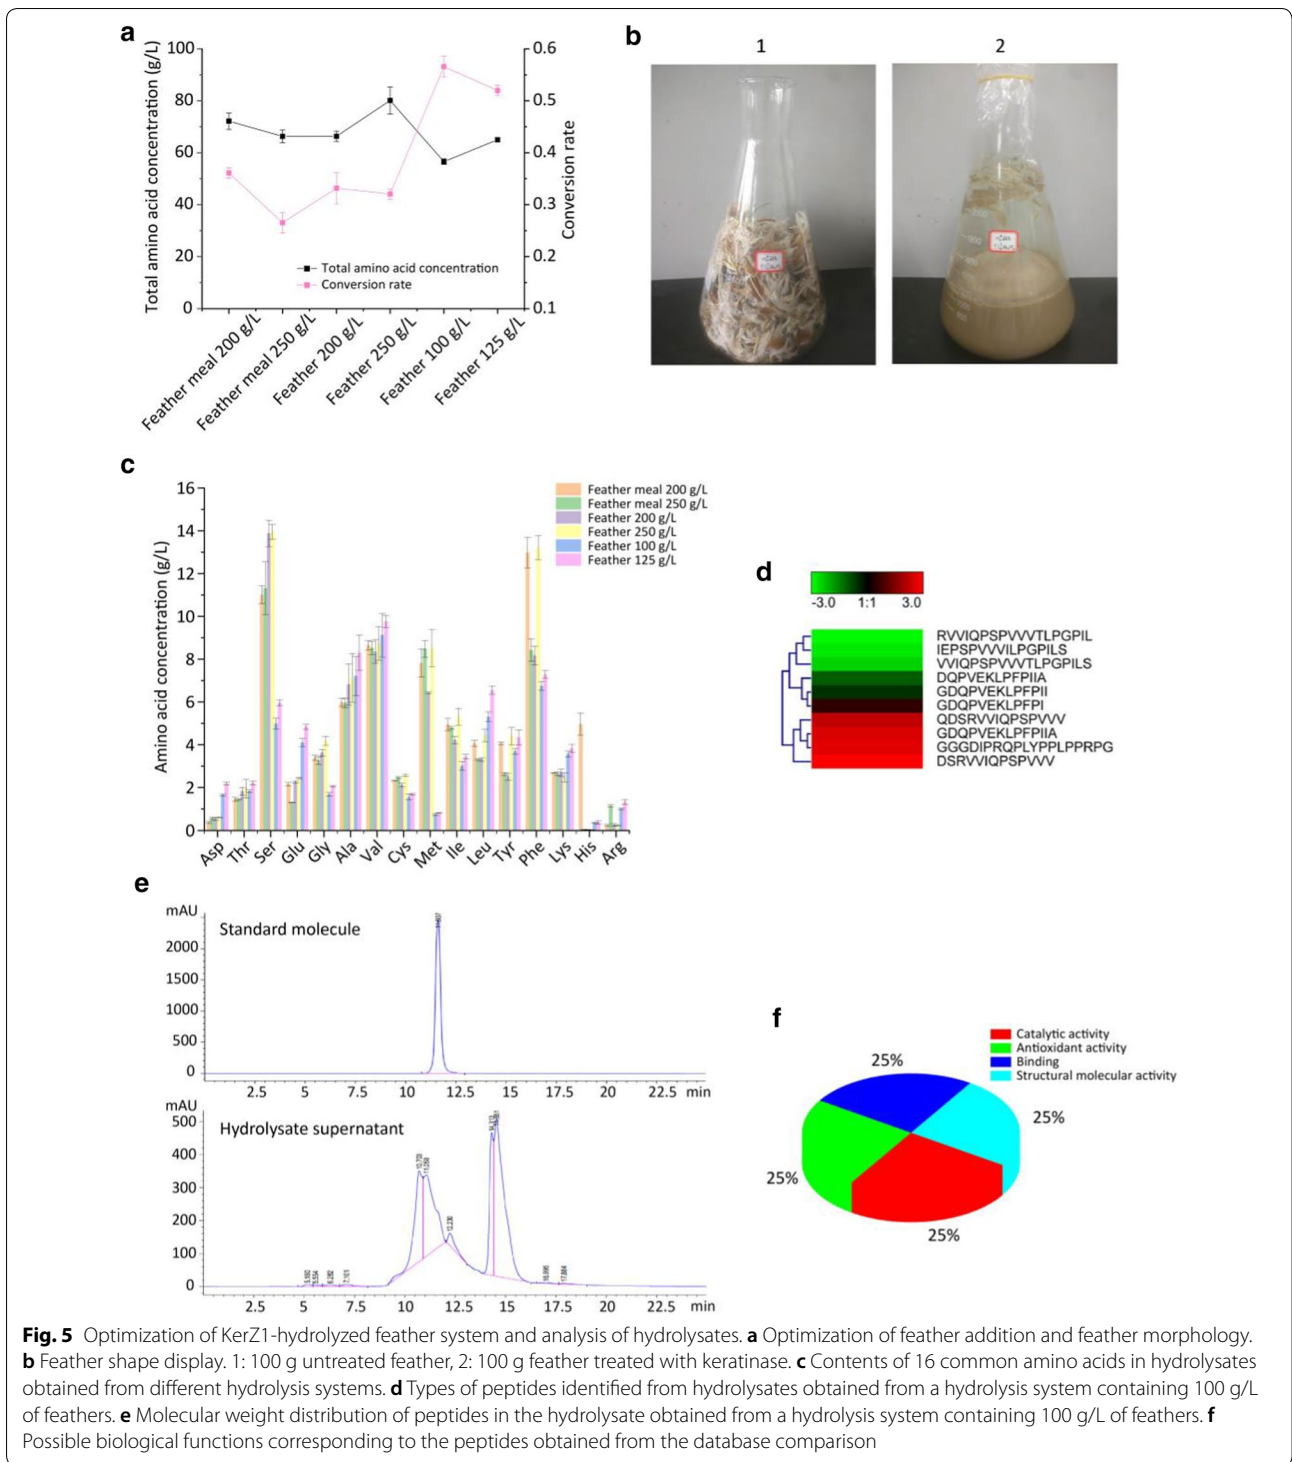 a
Total amino acid concentration (g/L)
100
80
60
40
20
0
0.6
0.5
0.4
0.3
0.2
0.1
Conversion rate
Total amino acid concentration
Conversion rate
Feather meal 200 g/L
Feather meal 250 g/L
Feather 200 g/L
Feather 250 g/L
Feather 100 g/L
Feather 125 g/L
b
1
2
c
Amino acid concentration (g/L)
16
14
12
10
8
6
4
2
0
Feather meal 200 g/L
Feather meal 250 g/L
Feather 200 g/L
Feather 250 g/L
Feather 100 g/L
Feather 125 g/L
Asp Thr Ser Glu Gly Ala Val Cys Met Ile Leu Tyr Phe Lys His Arg
d
-3.0 1:1 3.0
RVVIQPSPVVVTLPGPIL
IEPSPVVVILPGPILS
VVIQPSPVVVTLPGPILS
DQPVEKLPFPIIA
GDQPVEKLPFPII
GDQPVEKLPFPI
QDSRVVIQPSPVVV
GDQPVEKLPFPIIA
GGGDIPRQPLYPPLPPRPG
DSRVVIQPSPVVV
e
mAU
Standard molecule
2000
1500
1000
500
0
2.5 5 7.5 10 12.5 15 17.5 20 22.5 min
mAU
Hydrolysate supernatant
500
400
300
200
100
0
2.5 5 7.5 10 12.5 15 17.5 20 22.5 min
f
Catalytic activity
Antioxidant activity
Binding
Structural molecular activity
25%
25%
25%
25%
Fig. 5 Optimization of KerZ1-hydrolyzed feather system and analysis of hydrolysates. a Optimization of feather addition and feather morphology.
b Feather shape display. 1: 100 g untreated feather, 2: 100 g feather treated with keratinase. c Contents of 16 common amino acids in hydrolysates
obtained from different hydrolysis systems. d Types of peptides identified from hydrolysates obtained from a hydrolysis system containing 100 g/L
of feathers. e Molecular weight distribution of peptides in the hydrolysate obtained from a hydrolysis system containing 100 g/L of feathers. f
Possible biological functions corresponding to the peptides obtained from the database comparison